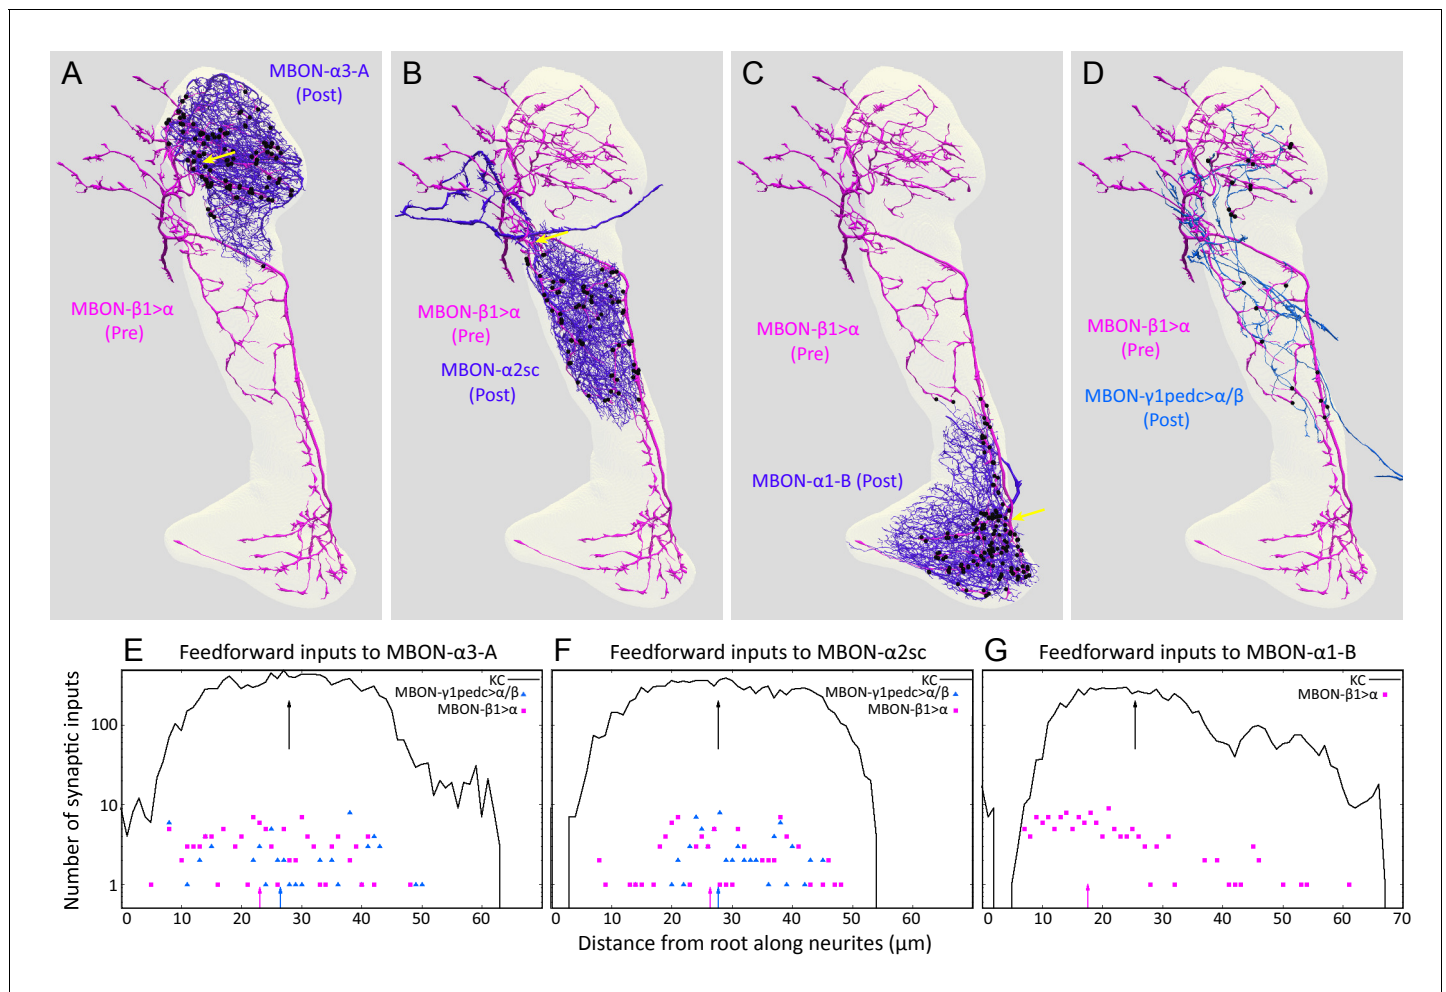 A
MBON-α3-A
(Post)
MBON-β1>α
(Pre)
B
MBON-β1>α
(Pre)
MBON-α2sc
(Post)
C
MBON-β1>α
(Pre)
MBON-α1-B (Post)
D
MBON-β1>α
(Pre)
MBON-γ1pedc>α/β
(Post)
E Feedforward inputs to MBON-α3-A
KC
MBON-γ1pedc>α/β
MBON-β1>α
Number of synaptic inputs
100
10
1
0 10 20 30 40 50 60
F Feedforward inputs to MBON-α2sc
KC
MBON-γ1pedc>α/β
MBON-β1>α
0 10 20 30 40 50 60
G Feedforward inputs to MBON-α1-B
KC
MBON-β1>α
0 10 20 30 40 50 60 70
Distance from root along neurites (μm)